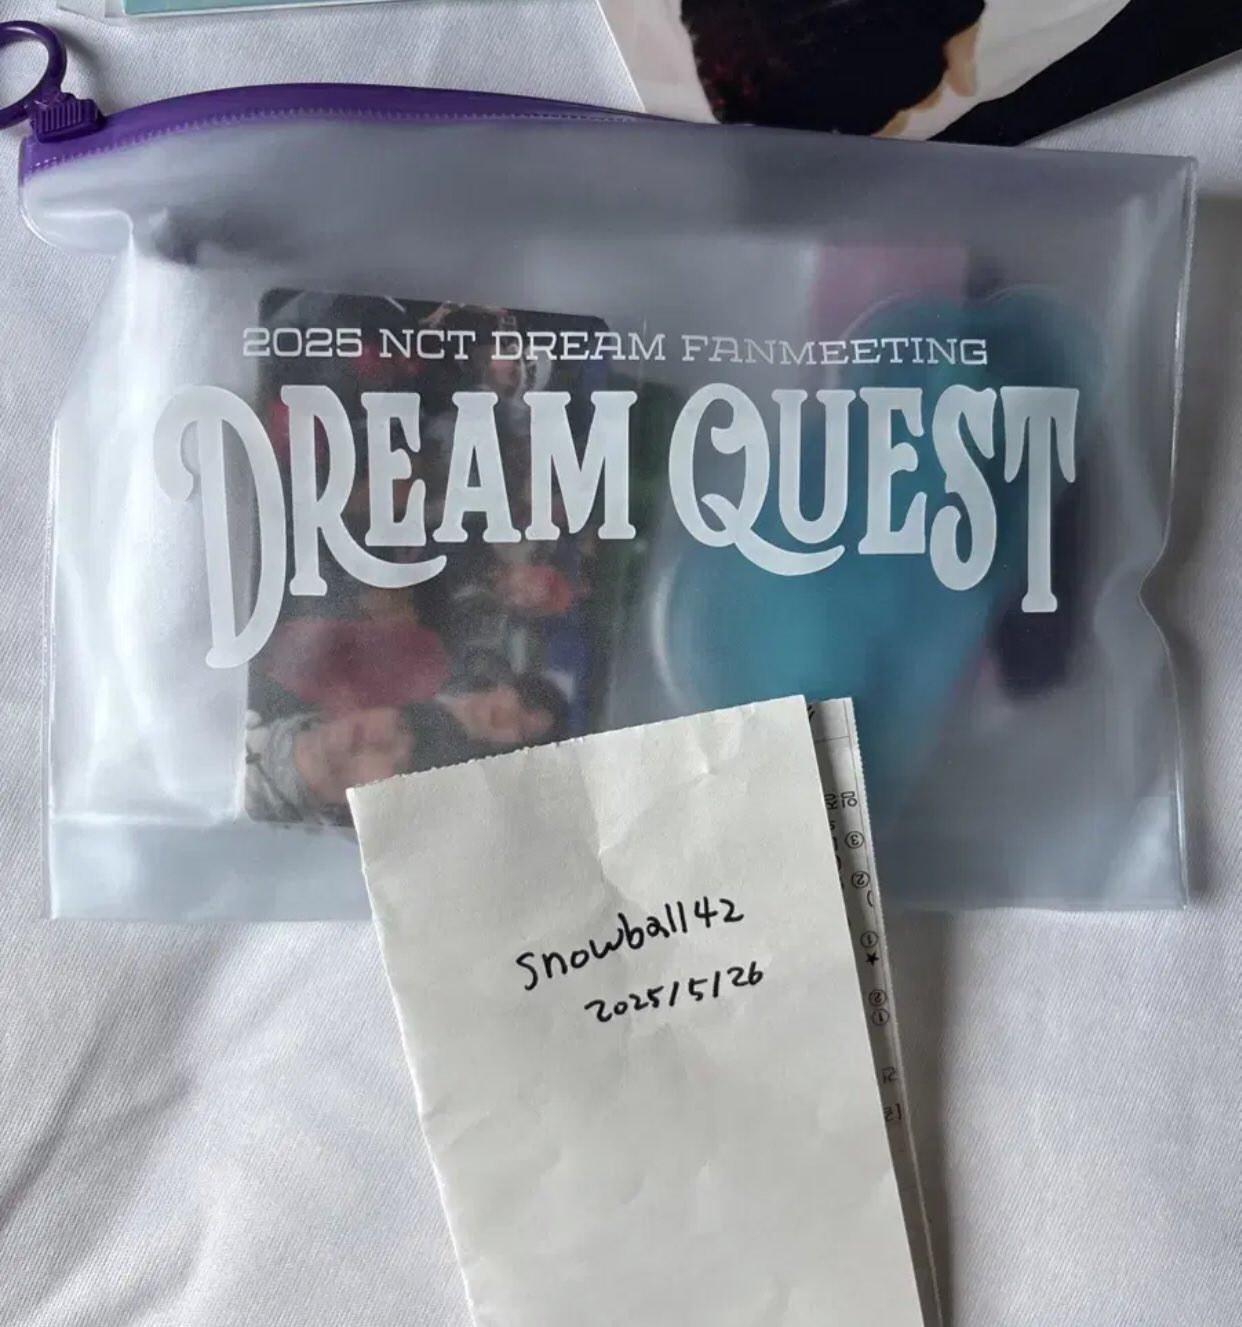 2025 NCT DREAM FANMEETING
DREAM QUEST
snowball42
2025/5/26